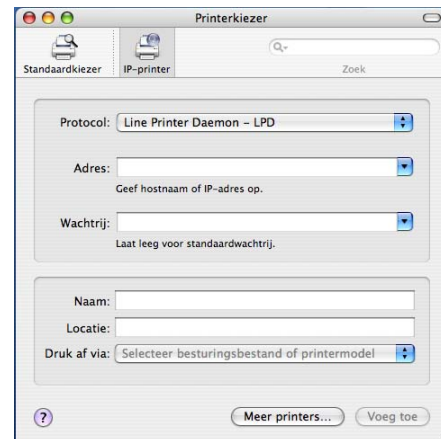 Printerkiezer
Standaardkiezer
IP-printer
Zoek
Protocol: Line Printer Daemon – LPD
Adres:
Geef hostnaam of IP-adres op.
Wachtrij:
Laat leeg voor standaardwachtrij.
Naam:
Locatie:
Druk af via: Selecteer besturingsbestand of printermodel
?
Meer printers... Voeg toe